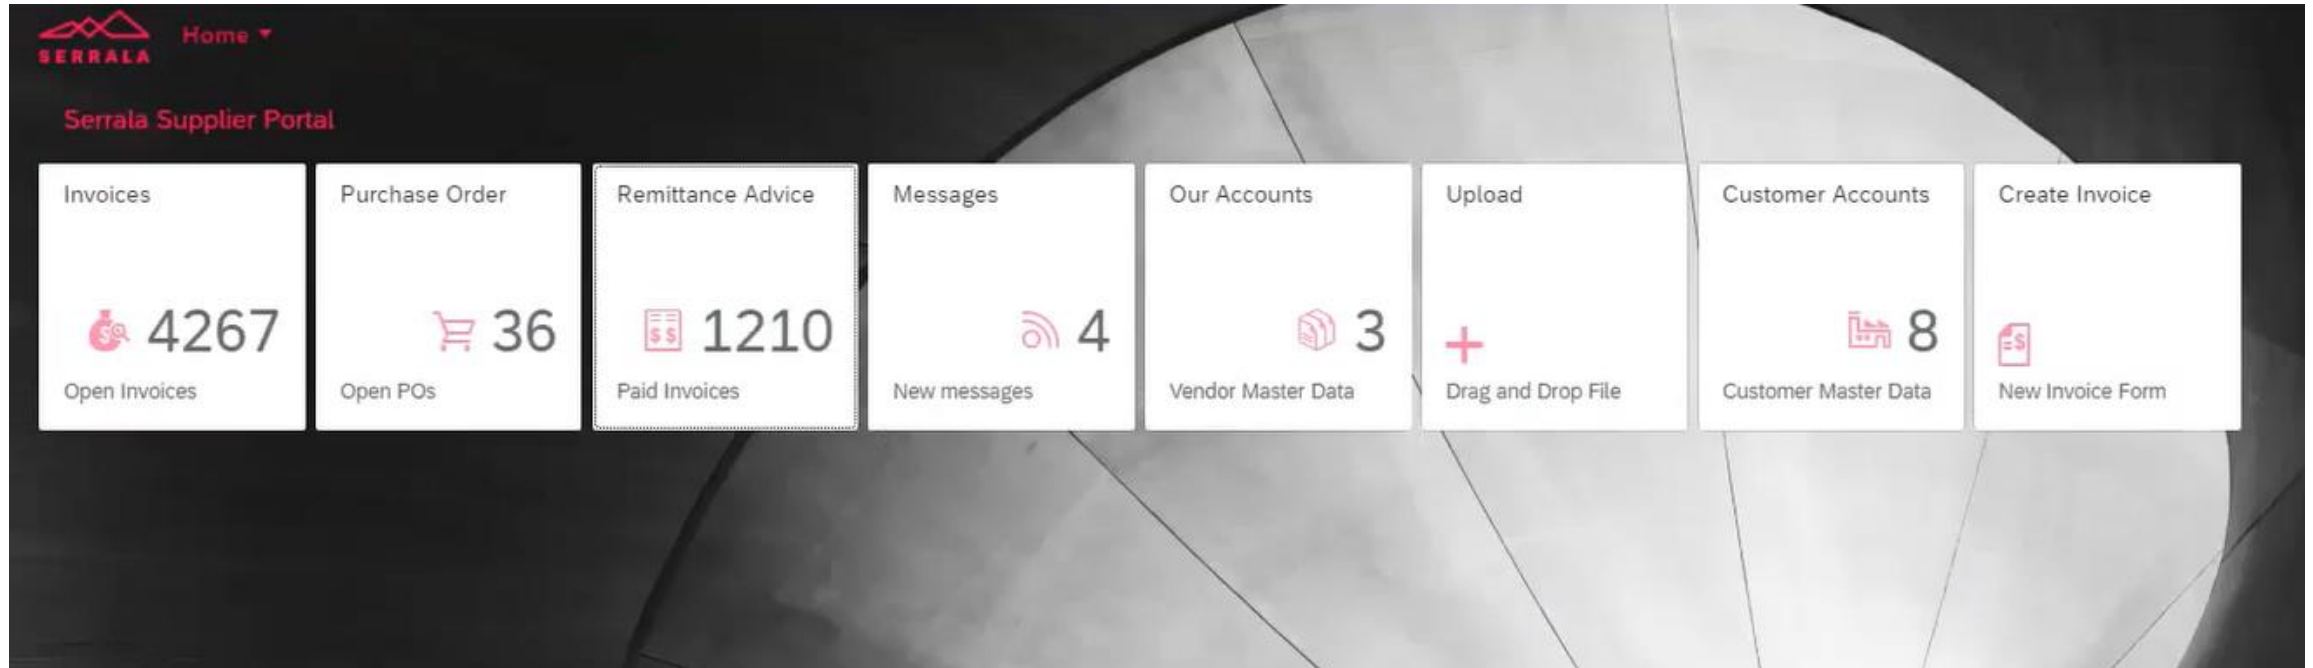 SERRALA
Home
Serrala Supplier Portal
Invoices
4267
Open Invoices
Purchase Order
36
Open POs
Remittance Advice
1210
Paid Invoices
Messages
4
New messages
Our Accounts
3
Vendor Master Data
Upload
Drag and Drop File
Customer Accounts
8
Customer Master Data
Create Invoice
New Invoice Form